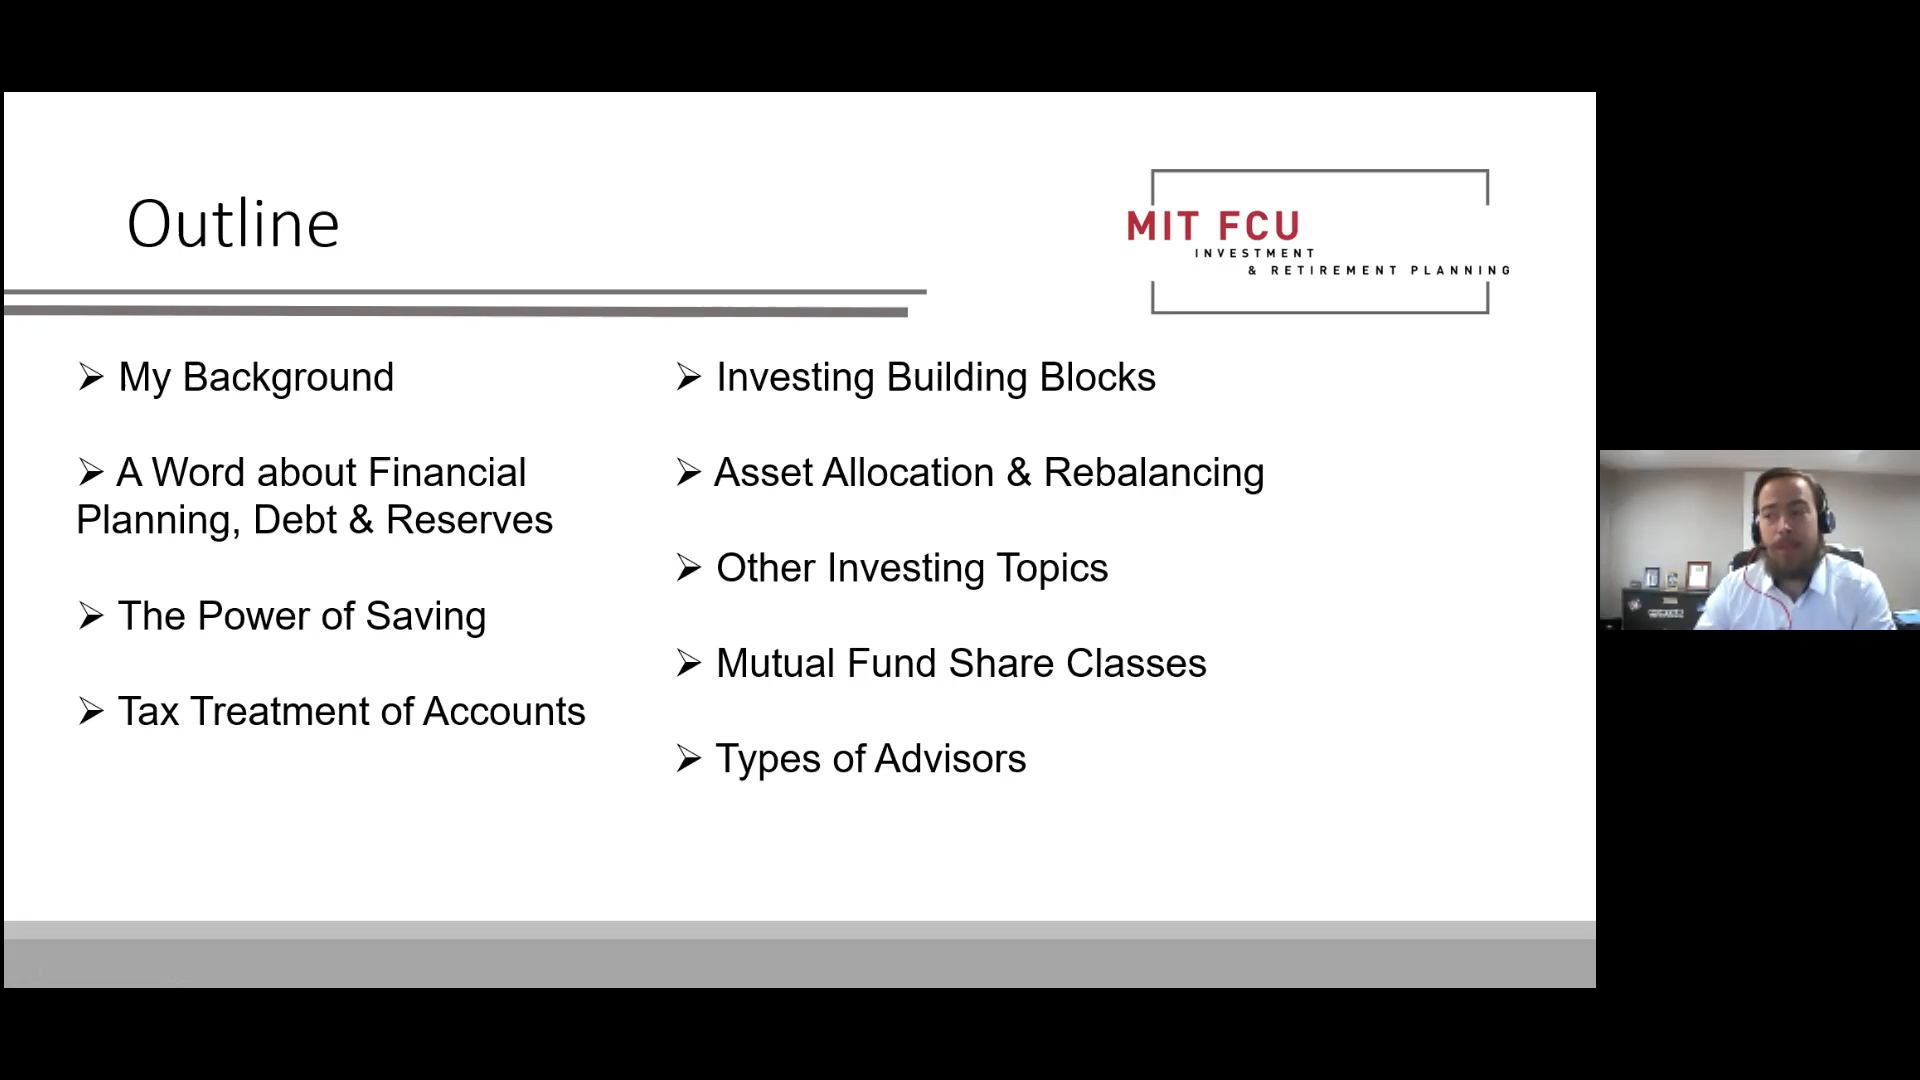 Outline
MIT FCU
INVESTMENT
& RETIREMENT PLANNING
➢ My Background
➢ A Word about Financial
Planning, Debt & Reserves
➢ The Power of Saving
➢ Tax Treatment of Accounts
➢ Investing Building Blocks
➢ Asset Allocation & Rebalancing
➢ Other Investing Topics
➢ Mutual Fund Share Classes
➢ Types of Advisors